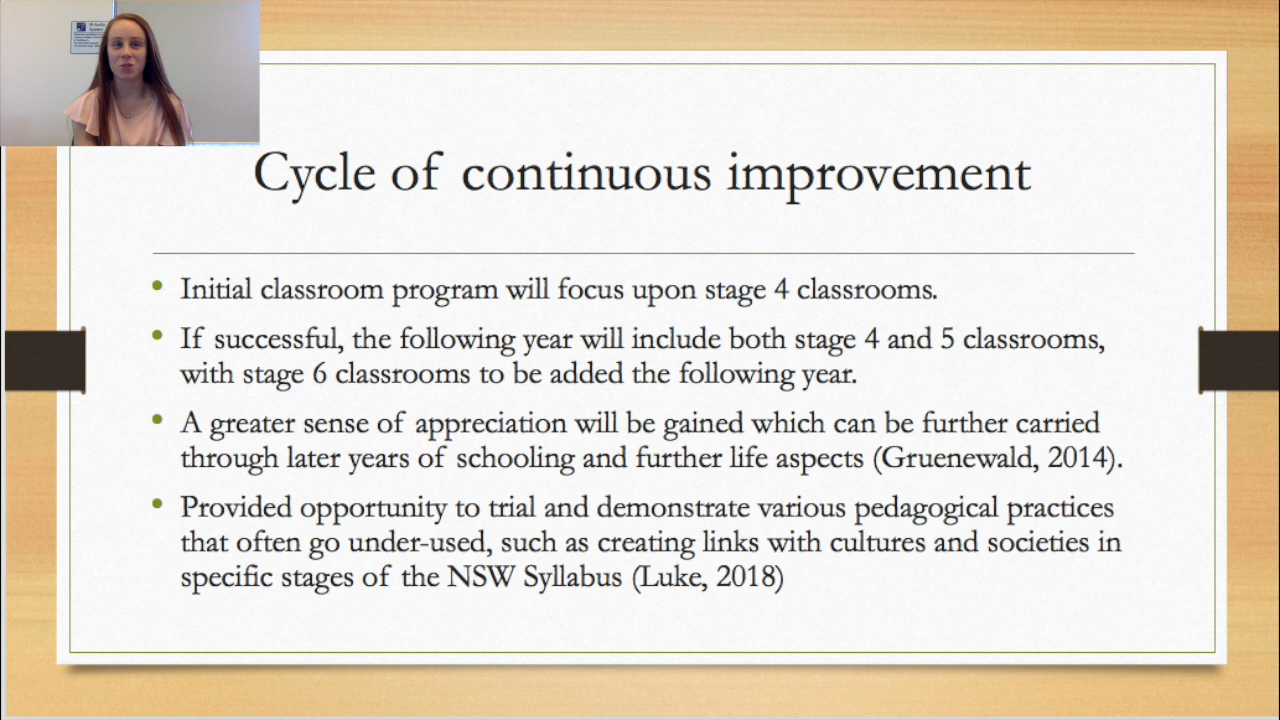 Cycle of continuous improvement
Initial classroom program will focus upon stage 4 classrooms.
If successful, the following year will include both stage 4 and 5 classrooms,
with stage 6 classrooms to be added the following year.
A greater sense of appreciation will be gained which can be further carried
through later years of schooling and further life aspects (Gruenewald, 2014).
Provided opportunity to trial and demonstrate various pedagogical practices
that often go under-used, such as creating links with cultures and societies in
specific stages of the NSW Syllabus (Luke, 2018)